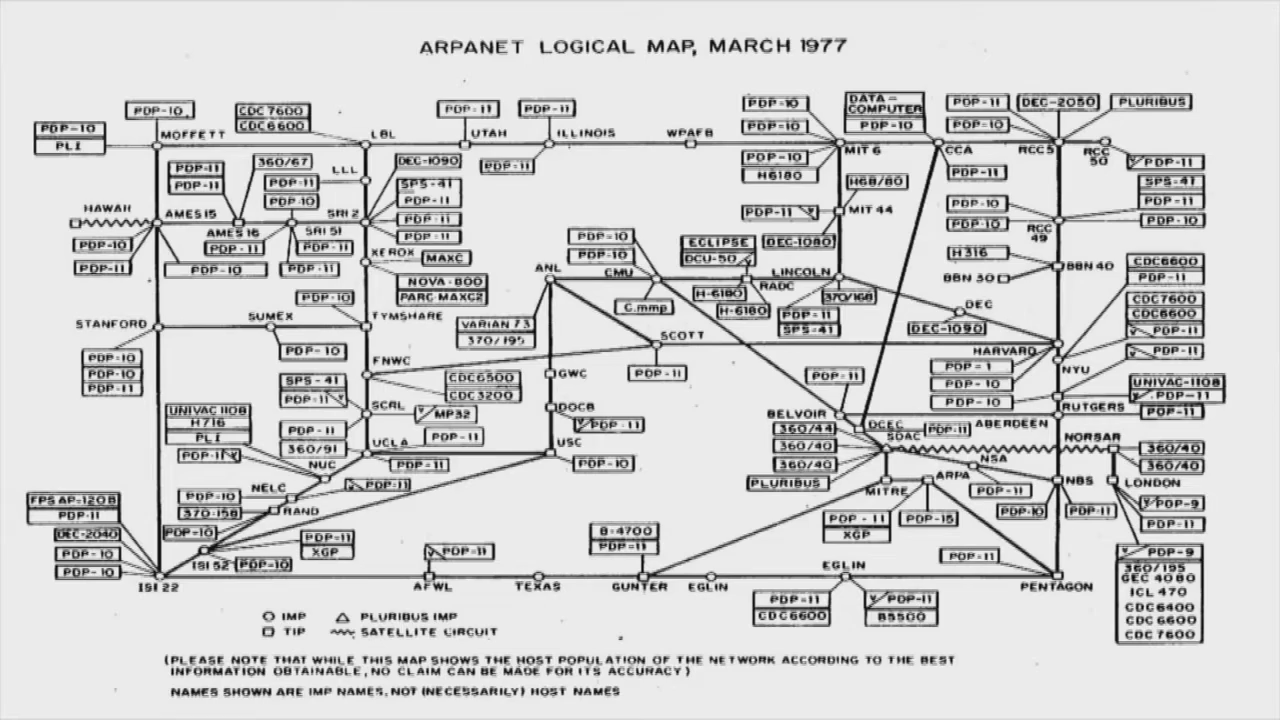 ARPANET LOGICAL MAP, MARCH 1977
PDP-10
CDC7600
CDC6600
PDP-11
PDP-11
PDP-10
DATA-
COMPUTER
PDP-10
PDP-11
DEC-2050
PLURIBUS
PDP-10
PLI
MOFFETT
LBL
UTAH
ILLINOIS
WPAFB
PDP-10
MIT 6
CCA
PDP-10
RCC5
RCC
50
PDP-11
PDP-11
PDP-11
360/67
LLL
DEC-1090
PDP-11
PDP-10
H6180
PDP-11
SPS-41
PDP-11
PDP-10
PDP-11
PDP-10
SPS-41
PDP-11
PDP-11
PDP-11
H68/80
PDP-11
MIT 44
DEC-1080
PDP-10
PDP-10
RCC
49
HAWAII
AMES15
AMES16
SRI 51
SRI 2
PDP-10
PDP-11
PDP-11
PDP-11
PDP-10
PDP-11
XEROX
MAXC
NOVA-800
PARC-MAXC2
PDP-10
PDP-10
CMU
ANL
ECLIPSE
DCU-50
RADC
LINCOLN
H316
BBN 30
BBN 40
CDC6600
PDP-11
CDC7600
CDC6600
PDP-11
PDP-11
C.mmp
H-6180
H-6180
370/168
PDP-11
SPS-41
DEC
DEC-1090
STANFORD
SUMEX
PDP-10
TYMSHARE
VARIAN 73
370/195
SCOTT
PDP-11
HARVARD
PDP-10
PDP-10
PDP-11
PDP-10
FNWC
CDC6500
CDC3200
GWC
PDP-11
PDP-1
PDP-10
PDP-10
NYU
UNIVAC-1108
PDP-11
PDP-11
RUTGERS
SPS-41
PDP-11
SCRL
MP32
DOCB
PDP-11
BELVOIR
DCEC
PDP-11
ABERDEEN
UNIVAC 1108
H716
PLI
PDP-11
PDP-11
360/91
UCLA
PDP-11
PDP-11
USC
PDP-10
360/44
360/40
360/40
PLURIBUS
SDAC
NSA
PDP-11
NORSAR
360/40
360/40
NUC
NELC
RAND
PDP-11
PDP-10
370-158
PDP-10
MITRE
ARPA
PDP-11
XGP
PDP-15
NBS
PDP-10
PDP-11
LONDON
PDP-9
PDP-11
FPS AP-120B
PDP-11
DEC-2040
PDP-10
PDP-10
ISI 52
PDP-10
PDP-11
XGP
PDP-11
B-4700
PDP-11
PDP-11
PDP-9
360/195
GEC 4080
ICL 470
CDC6400
CDC6600
CDC7600
ISI 22
AFWL
TEXAS
GUNTER
EGLIN
EGLIN
PENTAGON
PDP-11
CDC6600
PDP-11
B5500
IMP
PLURIBUS IMP
TIP
SATELLITE CIRCUIT
(PLEASE NOTE THAT WHILE THIS MAP SHOWS THE HOST POPULATION OF THE NETWORK ACCORDING TO THE BEST
INFORMATION OBTAINABLE, NO CLAIM CAN BE MADE FOR ITS ACCURACY)
NAMES SHOWN ARE IMP NAMES, NOT (NECESSARILY) HOST NAMES